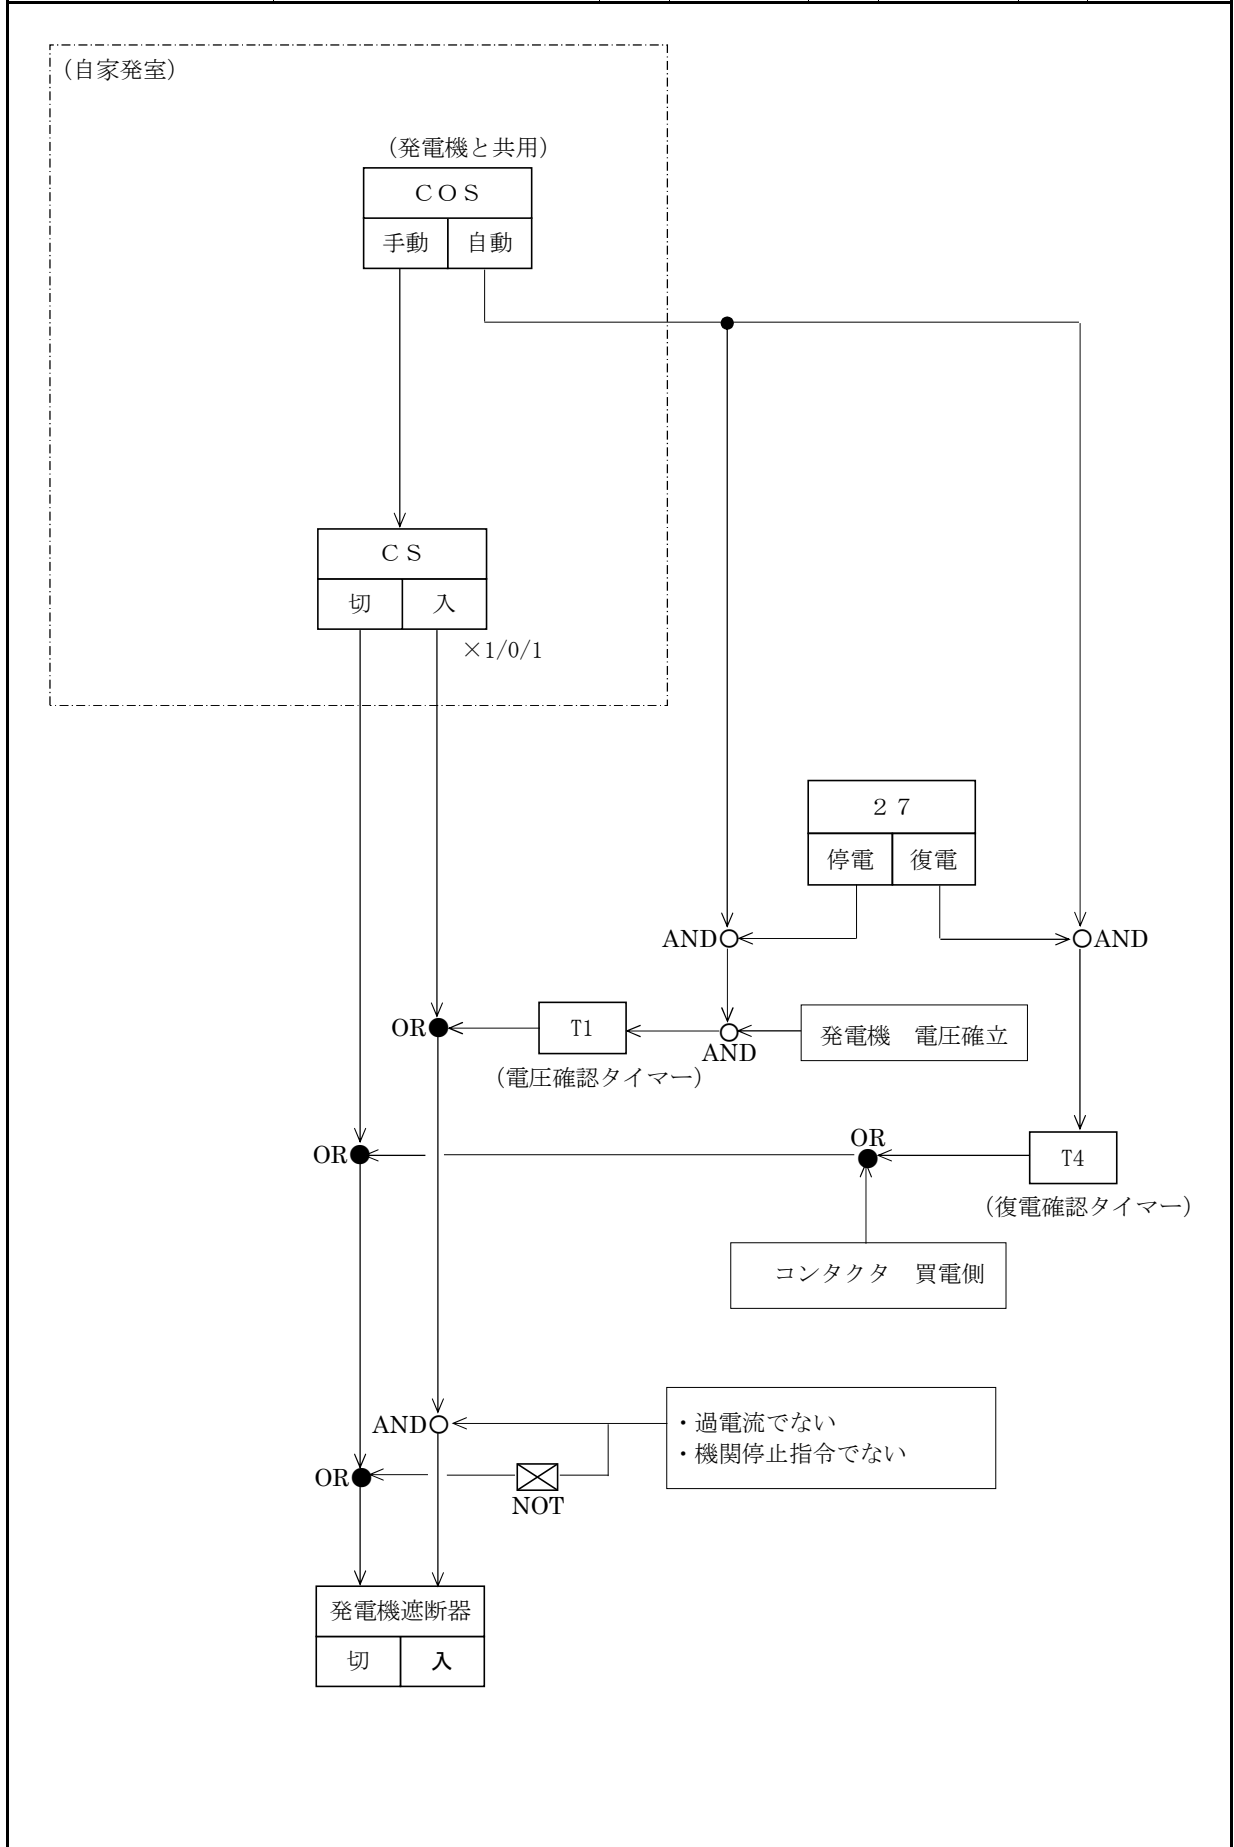 (自家発室)
(発電機と共用)
ＣＯＳ
手動 自動
ＣＳ
切 入
×1/0/1
２７
停電 復電
AND
AND
OR
T1
AND
発電機　電圧確立
(電圧確認タイマー)
OR
OR
T4
(復電確認タイマー)
コンタクタ　買電側
AND
・過電流でない
・機関停止指令でない
OR
NOT
発電機遮断器
切 入